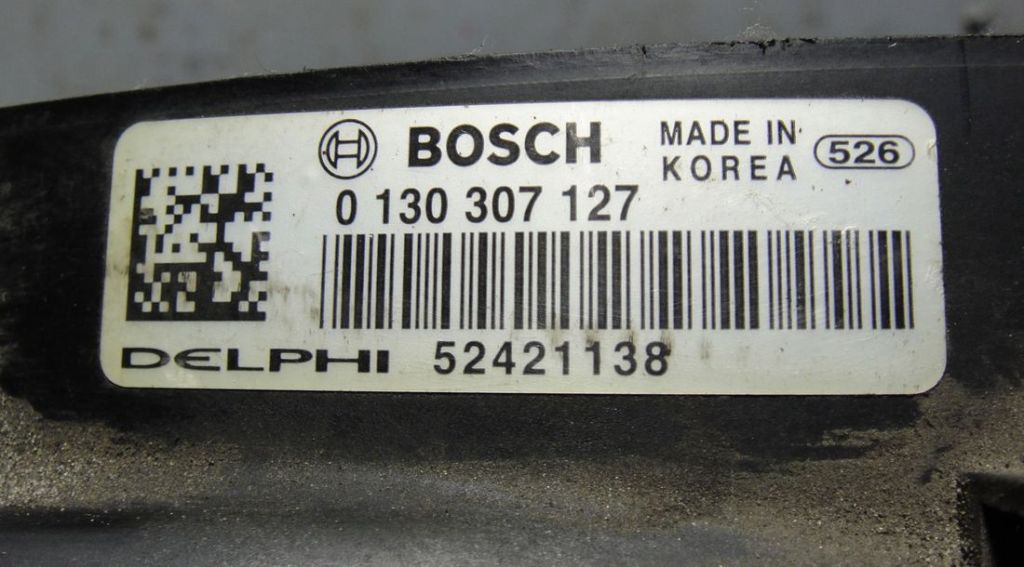 BOSCH
MADE IN
KOREA
526
0 130 307 127
DELPHI 52421138